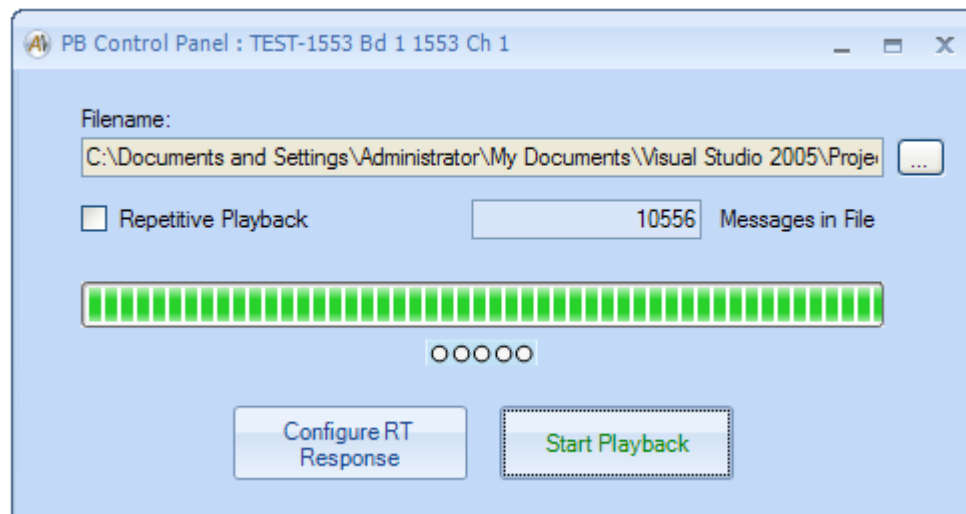 PB Control Panel : TEST-1553 Bd 1 1553 Ch 1
Filename:
C:\Documents and Settings\Administrator\My Documents\Visual Studio 2005\Projec
...
Repetitive Playback
10556 Messages in File
Configure RT
Response
Start Playback